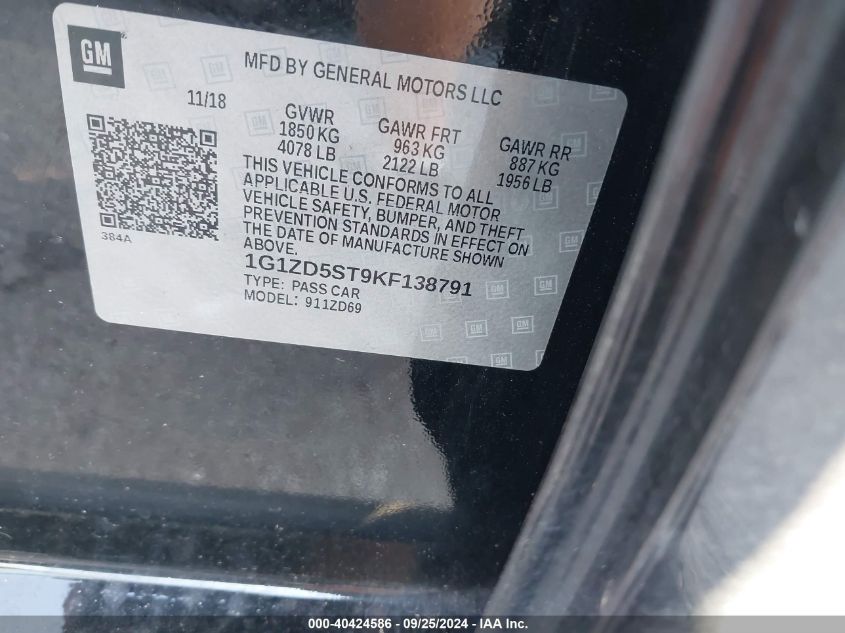 GM
MFD BY GENERAL MOTORS LLC
11/18
GVWR
1850 KG
4078 LB
GAWR FRT
963 KG
2122 LB
GAWR RR
887 KG
1956 LB
THIS VEHICLE CONFORMS TO ALL
APPLICABLE U.S. FEDERAL MOTOR
VEHICLE SAFETY, BUMPER, AND THEFT
PREVENTION STANDARDS IN EFFECT ON
THE DATE OF MANUFACTURE SHOWN
ABOVE.
384A
1G1ZD5ST9KF138791
TYPE: PASS CAR
MODEL: 911ZD69
000-40424586 - 09/25/2024 - IAAI.com